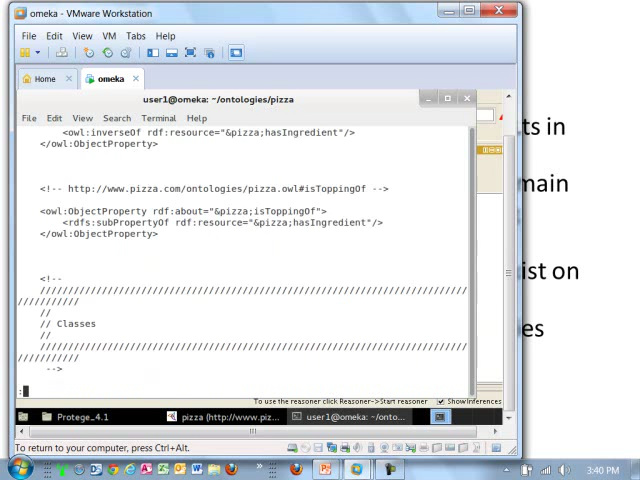 omeka - VMware Workstation
File Edit View VM Tabs Help
Home omeka
user1@omeka: ~/ontologies/pizza
File Edit View Search Terminal Help
<owl:inverseOf rdf:resource="&pizza;hasIngredient"/>
</owl:ObjectProperty>
<!-- http://www.pizza.com/ontologies/pizza.owl#isToppingOf -->
<owl:ObjectProperty rdf:about="&pizza;isToppingOf">
<rdfs:subPropertyOf rdf:resource="&pizza;hasIngredient"/>
</owl:ObjectProperty>
<!--
///////////////////////////////////////////////////////////////////////////
///////////
//
// Classes
//
///////////////////////////////////////////////////////////////////////////
///////////
-->
:
ts in
main
ist on
es
To use the reasoner click Reasoner->Start reasoner Show Inferences
Protege_4.1 pizza (http://www.piz... user1@omeka: ~/onto...
To return to your computer, press Ctrl+Alt.
3:40 PM